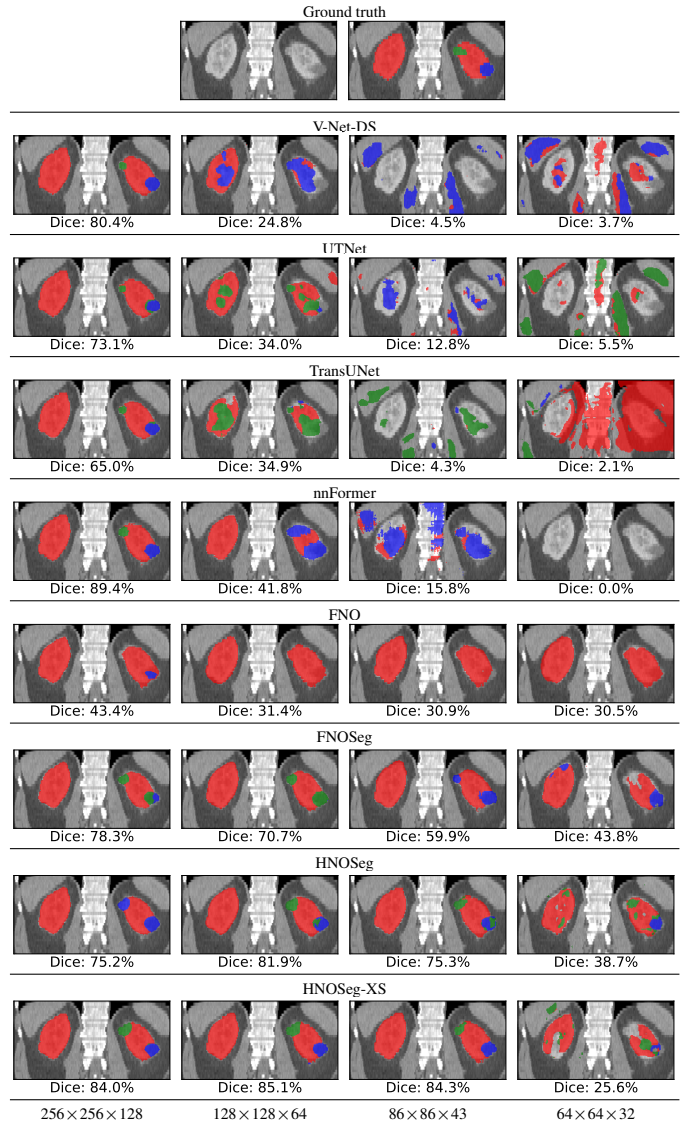 Ground truth
V-Net-DS
Dice: 80.4% Dice: 24.8% Dice: 4.5% Dice: 3.7%
UTNet
Dice: 73.1% Dice: 34.0% Dice: 12.8% Dice: 5.5%
TransUNet
Dice: 65.0% Dice: 34.9% Dice: 4.3% Dice: 2.1%
nnFormer
Dice: 89.4% Dice: 41.8% Dice: 15.8% Dice: 0.0%
FNO
Dice: 43.4% Dice: 31.4% Dice: 30.9% Dice: 30.5%
FNOSeg
Dice: 78.3% Dice: 70.7% Dice: 59.9% Dice: 43.8%
HNOSeg
Dice: 75.2% Dice: 81.9% Dice: 75.3% Dice: 38.7%
HNOSeg-XS
Dice: 84.0% Dice: 85.1% Dice: 84.3% Dice: 25.6%
256×256×128 128×128×64 86×86×43 64×64×32